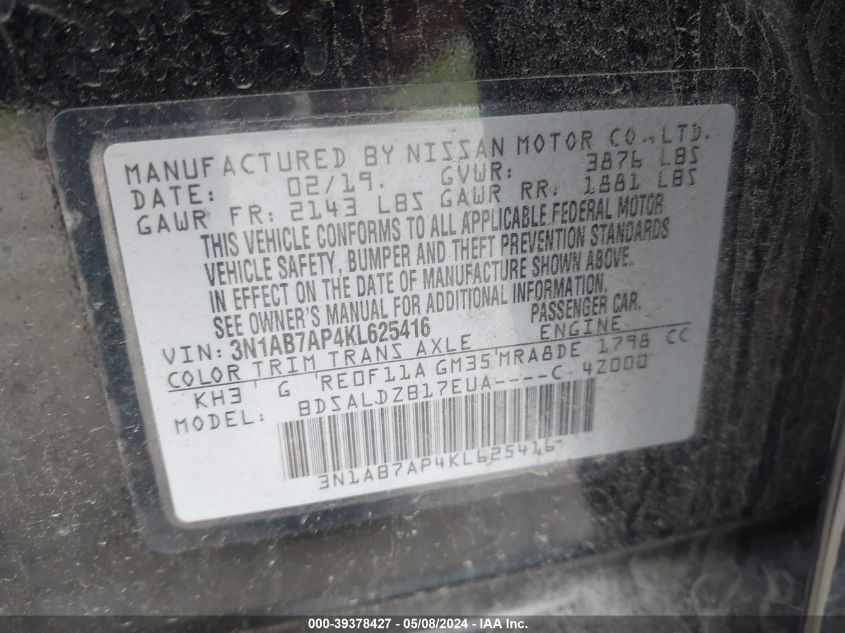 MANUFACTURED BY NISSAN MOTOR CO.,LTD.
DATE: 02/19. GVWR: 3876 LBS
GAWR FR: 2143 LBS GAWR RR: 1881 LBS
THIS VEHICLE CONFORMS TO ALL APPLICABLE FEDERAL MOTOR
VEHICLE SAFETY, BUMPER AND THEFT PREVENTION STANDARDS
IN EFFECT ON THE DATE OF MANUFACTURE SHOWN ABOVE.
SEE OWNER'S MANUAL FOR ADDITIONAL INFORMATION.
VIN: 3N1AB7AP4KL625416 PASSENGER CAR.
COLOR TRIM TRANS AXLE ENGINE
KH3 G RE0F11A GM35 MRA8DE 1798 CC
MODEL: BDSALDZB17EUA----C 4Z000
3N1AB7AP4KL625416
000-39378427 - 05/08/2024 - IAA Inc.